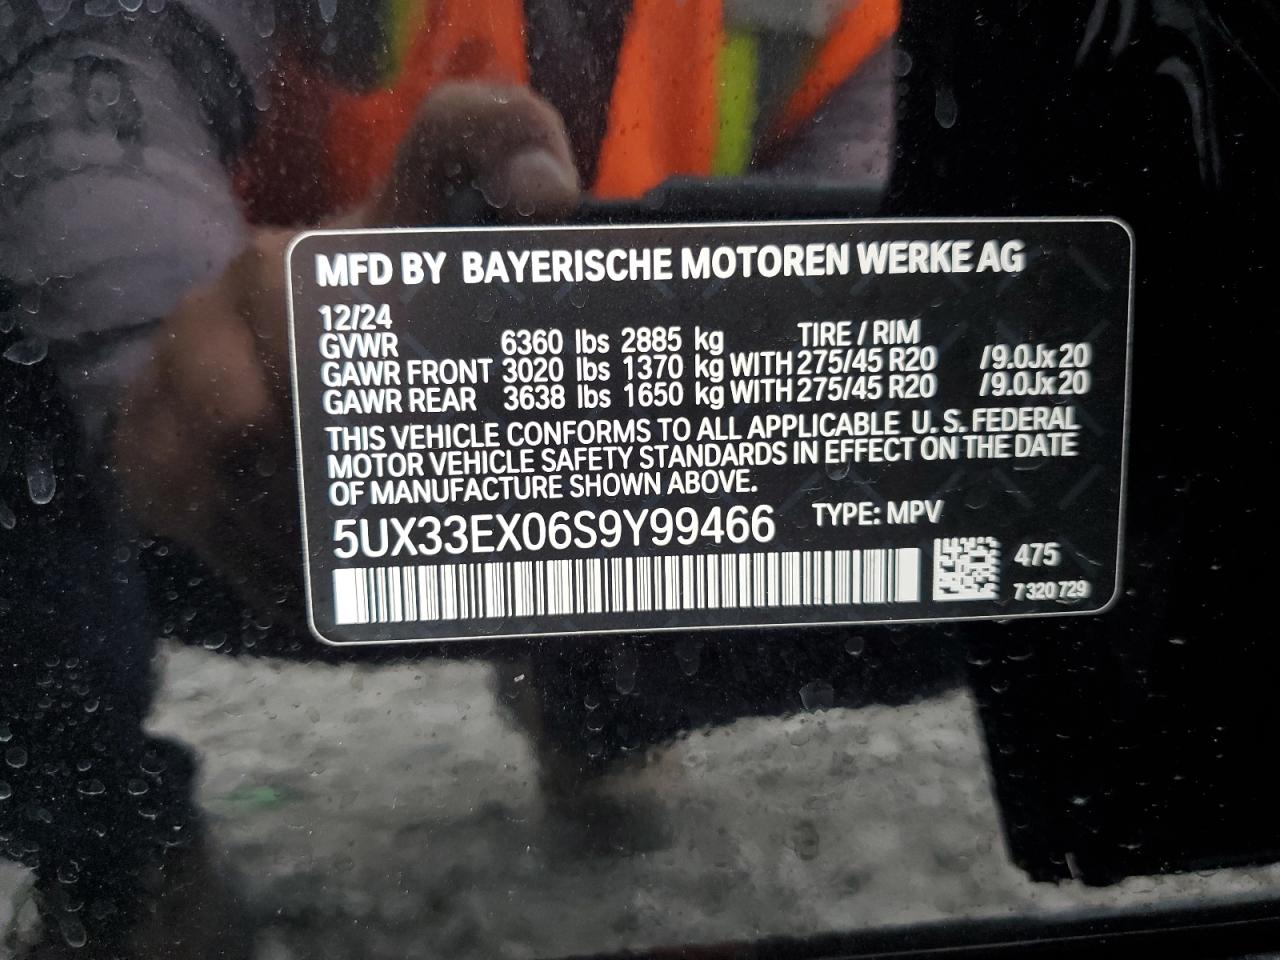 MFD BY BAYERISCHE MOTOREN WERKE AG
12/24
GVWR 6360 lbs 2885 kg TIRE / RIM
GAWR FRONT 3020 lbs 1370 kg WITH 275/45 R20 /9.0Jx20
GAWR REAR 3638 lbs 1650 kg WITH 275/45 R20 /9.0Jx20
THIS VEHICLE CONFORMS TO ALL APPLICABLE U. S. FEDERAL
MOTOR VEHICLE SAFETY STANDARDS IN EFFECT ON THE DATE
OF MANUFACTURE SHOWN ABOVE.
5UX33EX06S9Y99466 TYPE: MPV
475
7 320 729